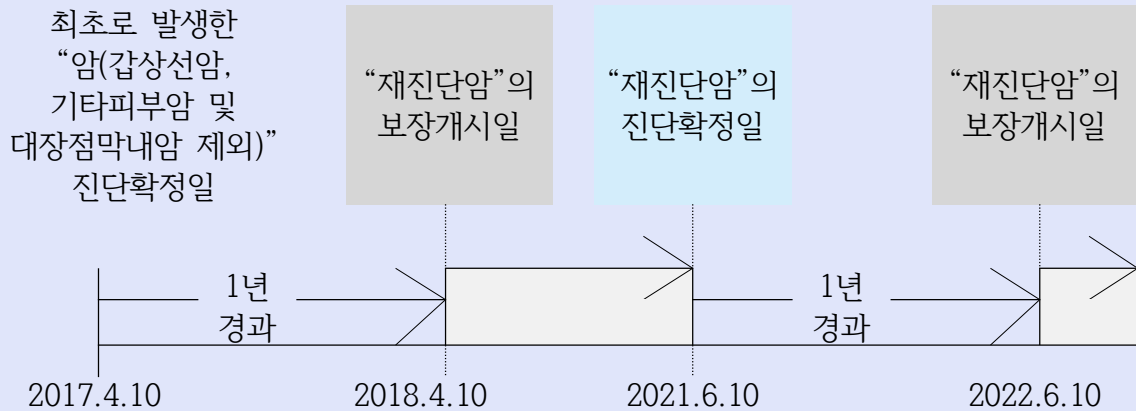 최초로 발생한
“암(갑상선암,
기타피부암 및
대장점막내암 제외)”
진단확정일
“재진단암”의
보장개시일
“재진단암”의
진단확정일
“재진단암”의
보장개시일
1년
경과
1년
경과
2017.4.10
2018.4.10
2021.6.10
2022.6.10